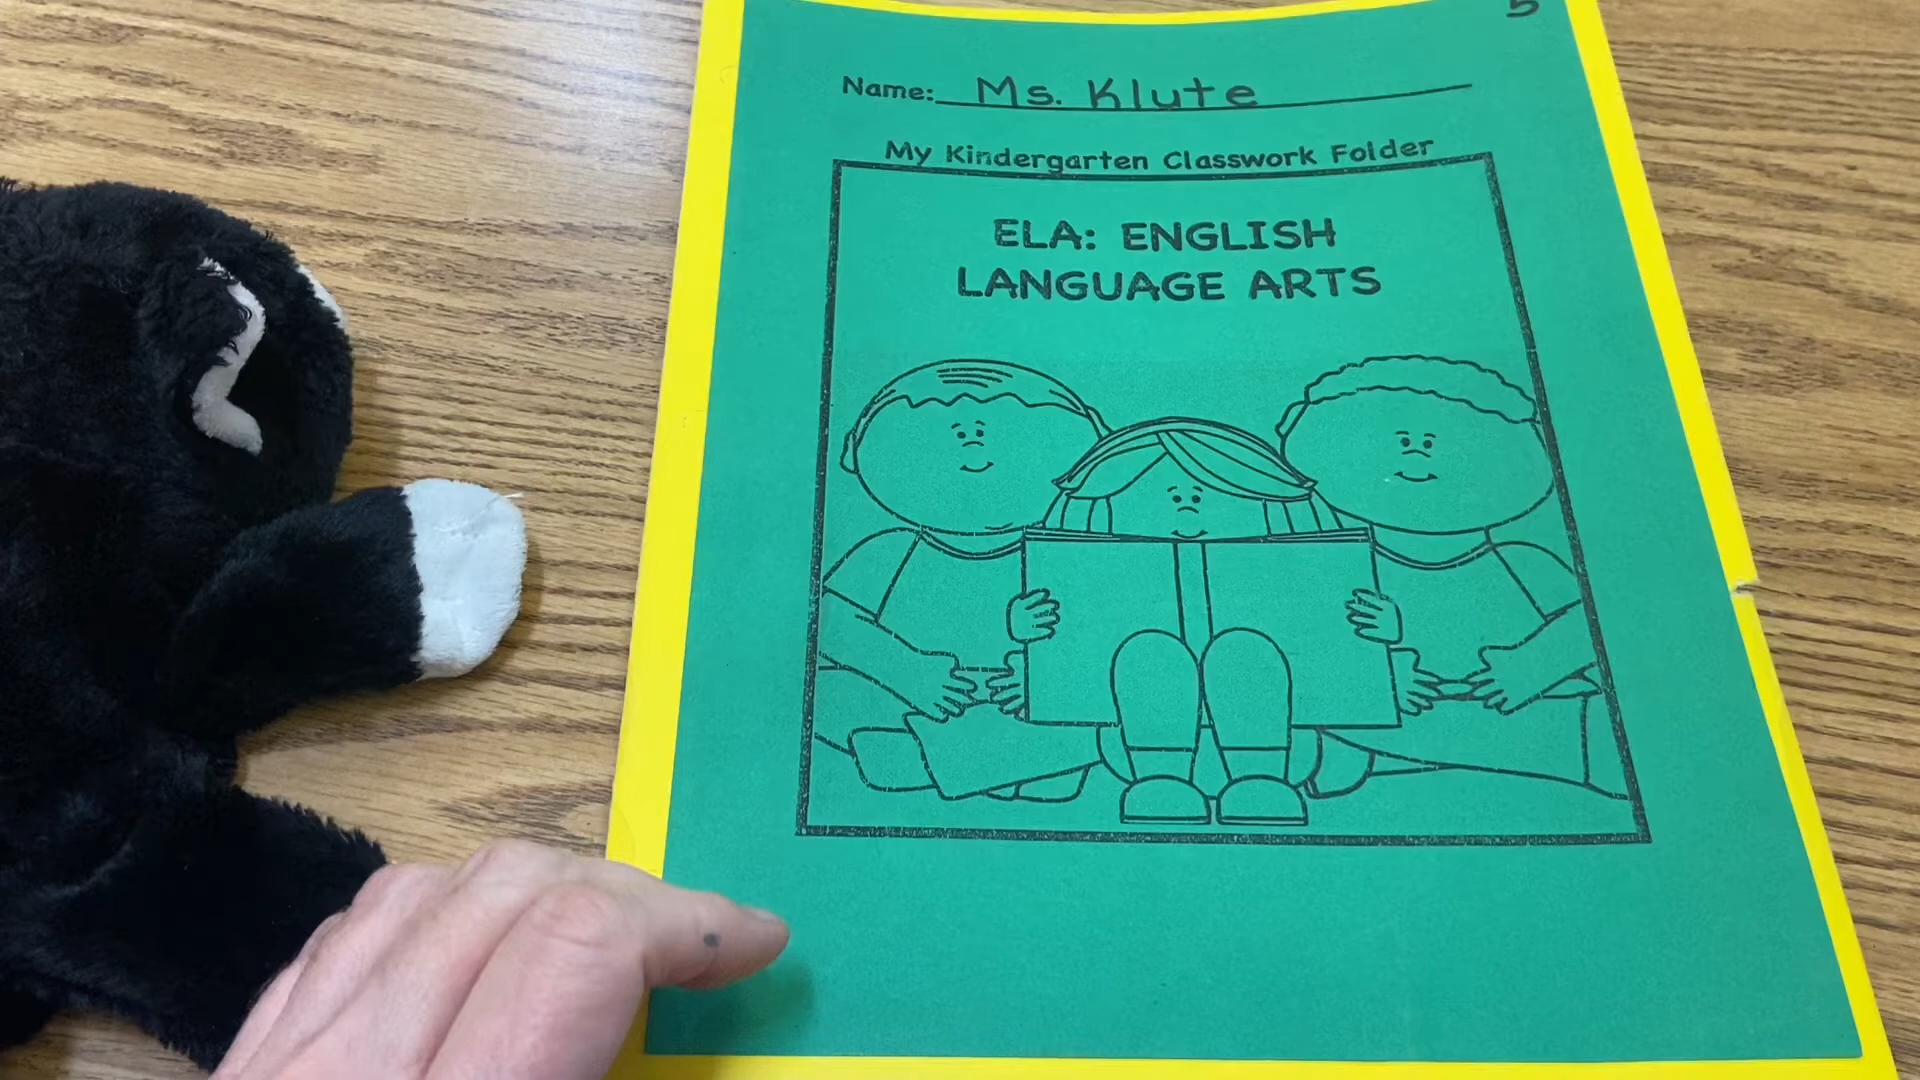 5
Name: Ms. Klute
My Kindergarten Classwork Folder
ELA: ENGLISH
LANGUAGE ARTS